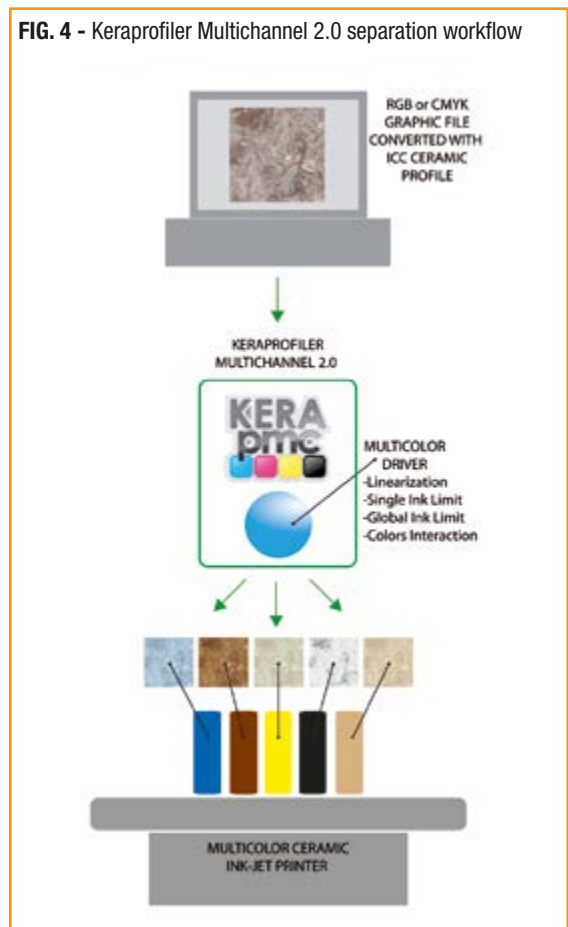 FIG. 4 - Keraprofiler Multichannel 2.0 separation workflow
RGB or CMYK
GRAPHIC FILE
CONVERTED WITH
ICC CERAMIC
PROFILE
KERAPROFILER
MULTICHANNEL 2.0
KERA
pmc
MULTICOLOR
DRIVER
-Linearization
-Single Ink Limit
-Global Ink Limit
-Colors Interaction
MULTICOLOR CERAMIC
INK-JET PRINTER